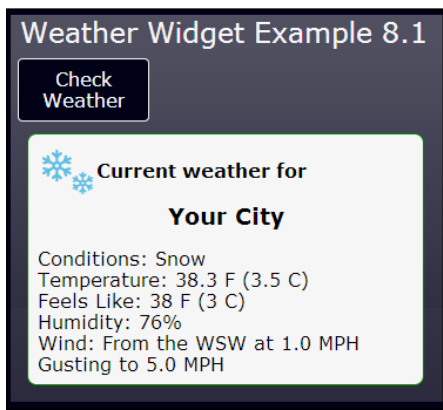 Weather Widget Example 8.1
Check
Weather
Current weather for
Your City
Conditions: Snow
Temperature: 38.3 F (3.5 C)
Feels Like: 38 F (3 C)
Humidity: 76%
Wind: From the WSW at 1.0 MPH
Gusting to 5.0 MPH